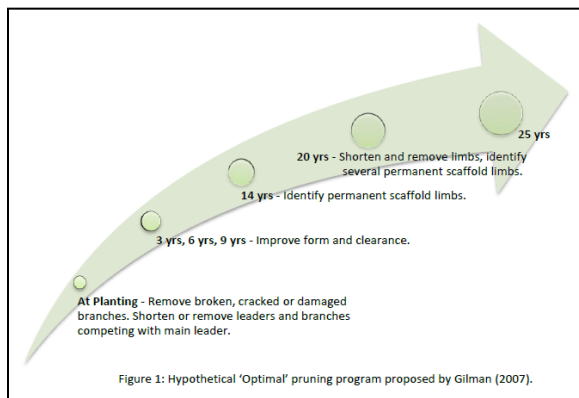 25 yrs
20 yrs - Shorten and remove limbs, identify
several permanent scaffold limbs.
14 yrs - Identify permanent scaffold limbs.
3 yrs, 6 yrs, 9 yrs - Improve form and clearance.
At Planting - Remove broken, cracked or damaged
branches. Shorten or remove leaders and branches
competing with main leader.
Figure 1: Hypothetical ‘Optimal’ pruning program proposed by Gilman (2007).